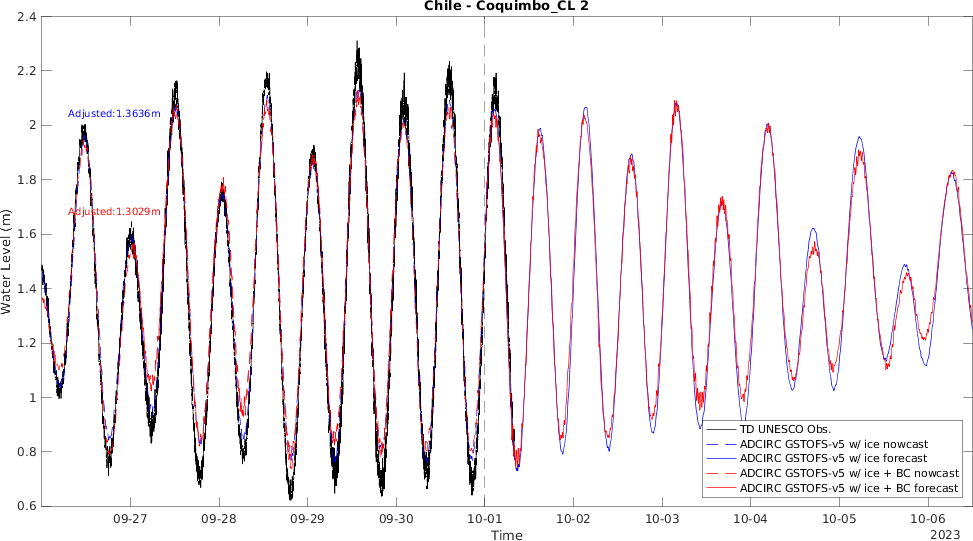 Chile - Coquimbo_CL 2
2.4
2.2
2
1.8
1.6
1.4
1.2
1
0.8
0.6
Water Level (m)
Adjusted:1.3636m
Adjusted:1.3029m
TD UNESCO Obs.
ADCIRC GSTOFS-v5 w/ ice nowcast
ADCIRC GSTOFS-v5 w/ ice forecast
ADCIRC GSTOFS-v5 w/ ice + BC nowcast
ADCIRC GSTOFS-v5 w/ ice + BC forecast
09-27 09-28 09-29 09-30 10-01 10-02 10-03 10-04 10-05 10-06
Time
2023